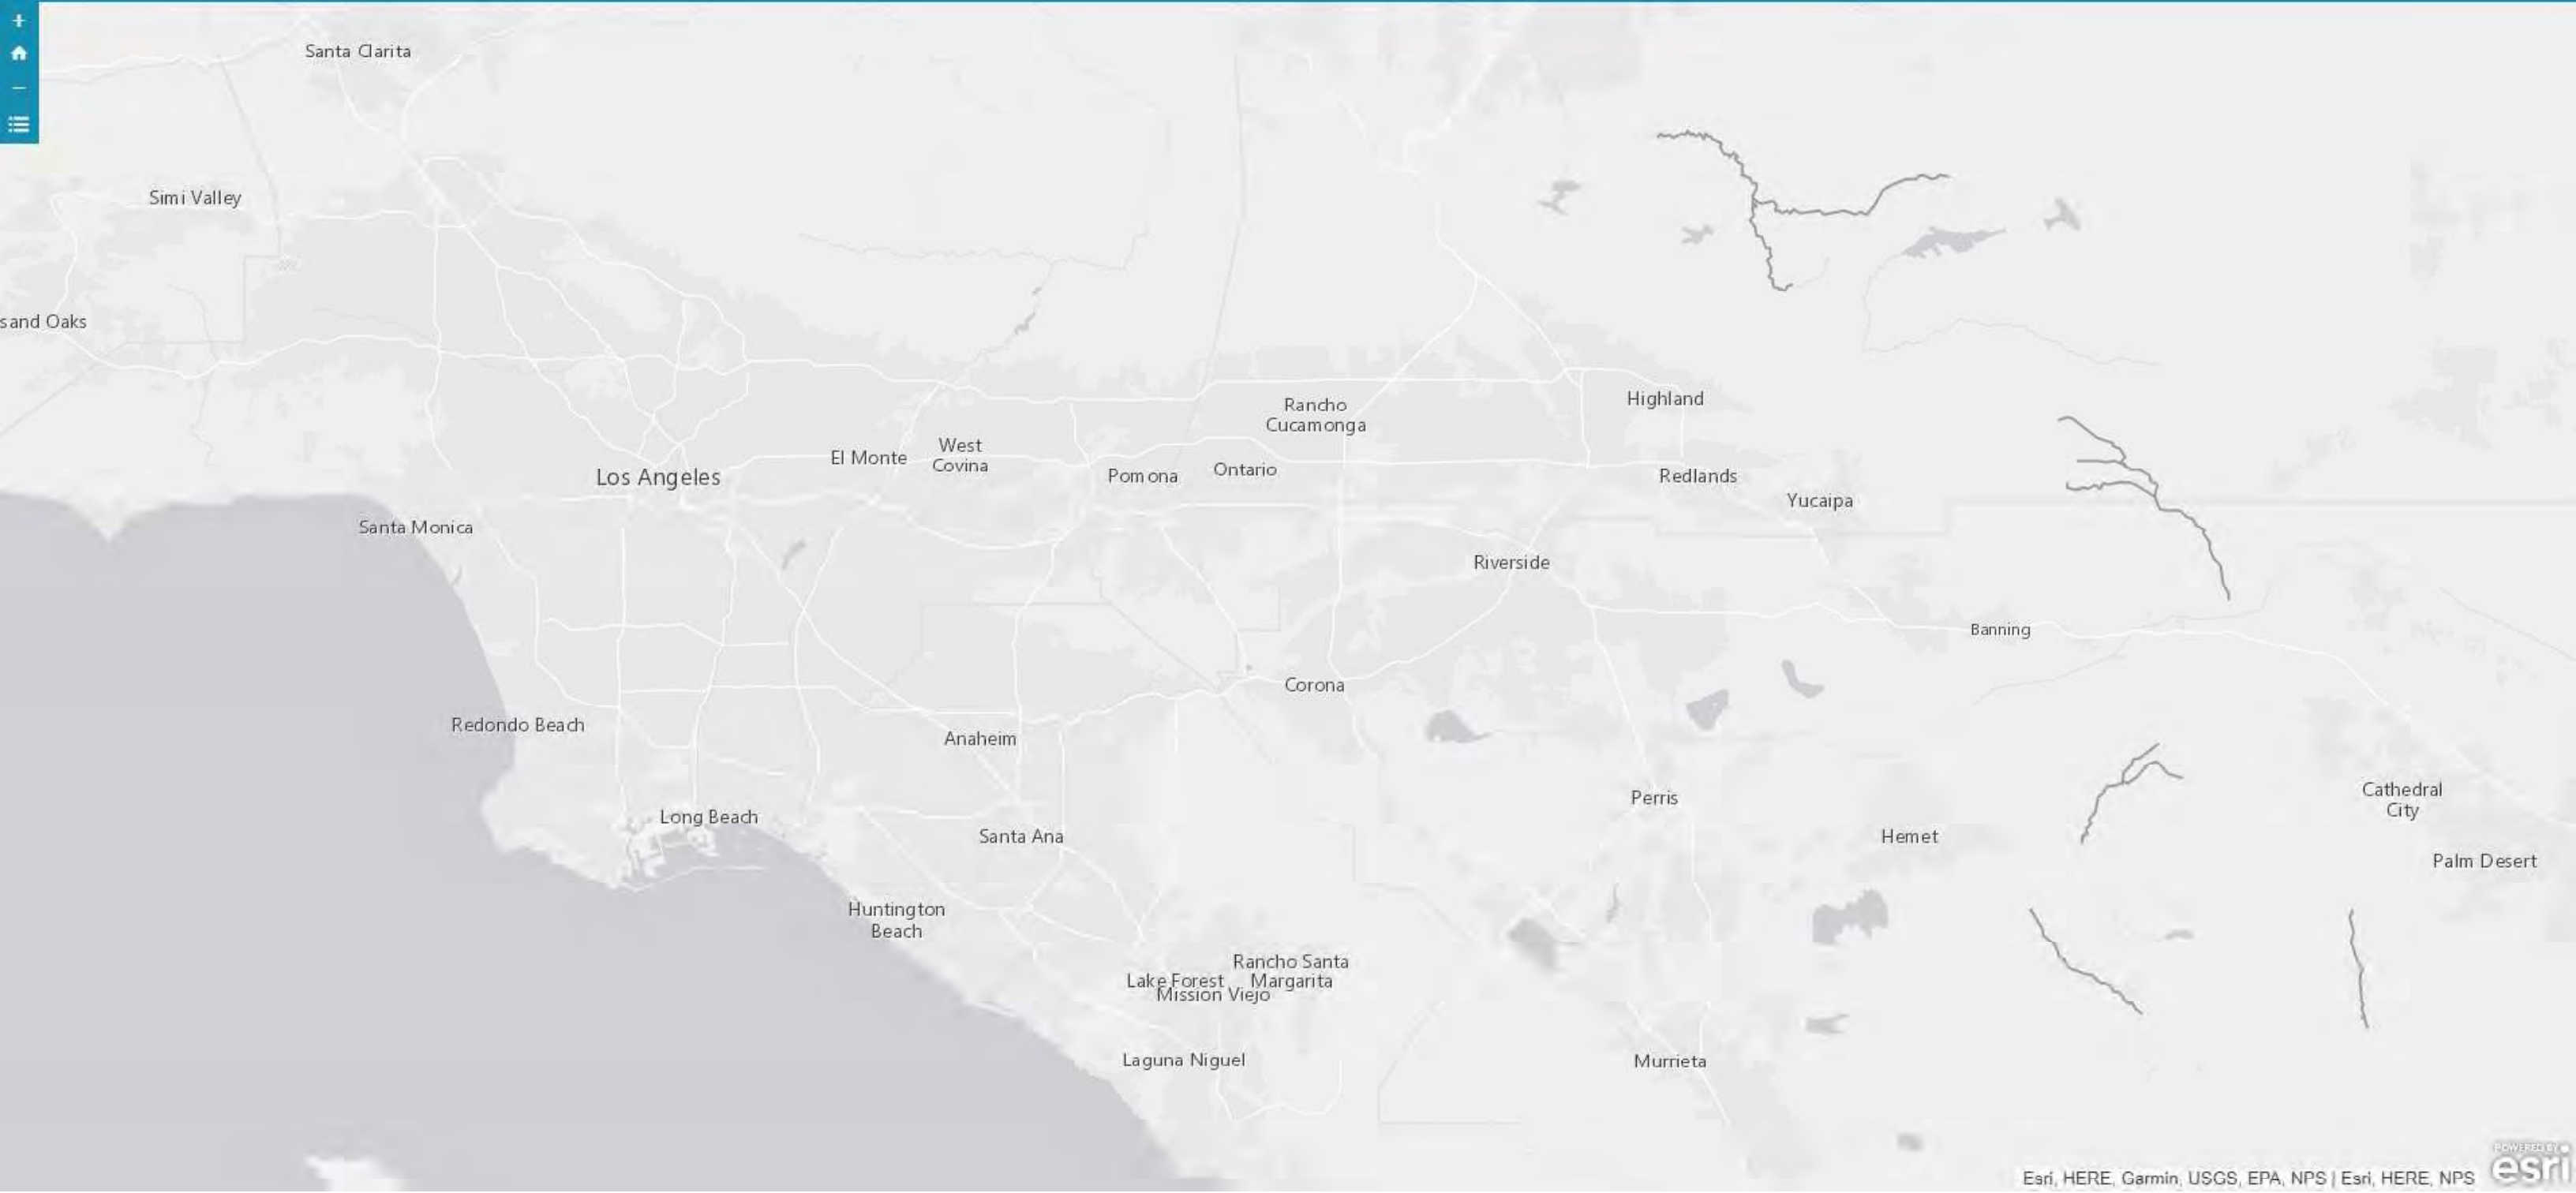 Santa Clarita
Simi Valley
sand Oaks
Rancho
Cucamonga
Highland
El Monte
West
Covina
Los Angeles
Pomona
Ontario
Redlands
Yucaipa
Santa Monica
Riverside
Banning
Corona
Redondo Beach
Anaheim
Perris
Cathedral
City
Long Beach
Santa Ana
Hemet
Palm Desert
Huntington
Beach
Rancho Santa
Margarita
Lake Forest
Mission Viejo
Laguna Niguel
Murrieta
POWERED BY
esri
Esri, HERE, Garmin, USGS, EPA, NPS | Esri, HERE, NPS